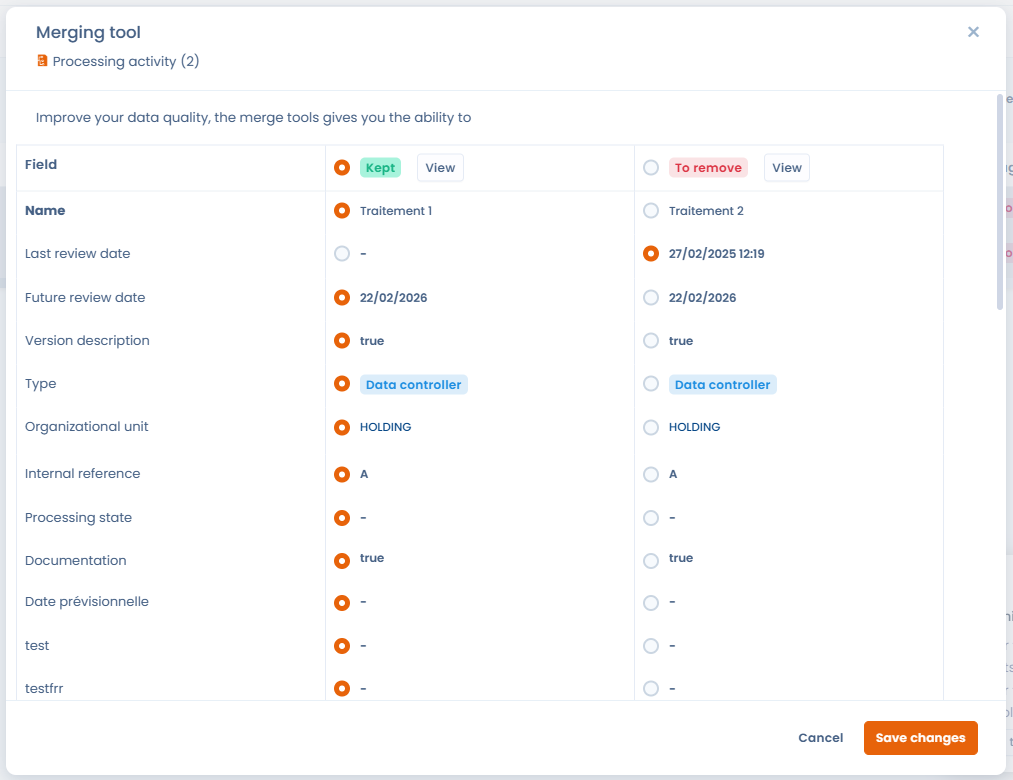 Merging tool
Processing activity (2)
Improve your data quality, the merge tools gives you the ability to
Field Kept View To remove View
Name Traitement 1 Traitement 2
Last review date - 27/02/2025 12:19
Future review date 22/02/2026 22/02/2026
Version description true true
Type Data controller Data controller
Organizational unit HOLDING HOLDING
Internal reference A A
Processing state - -
Documentation true true
Date prévisionnelle - -
test - -
testfrr - -
Cancel Save changes